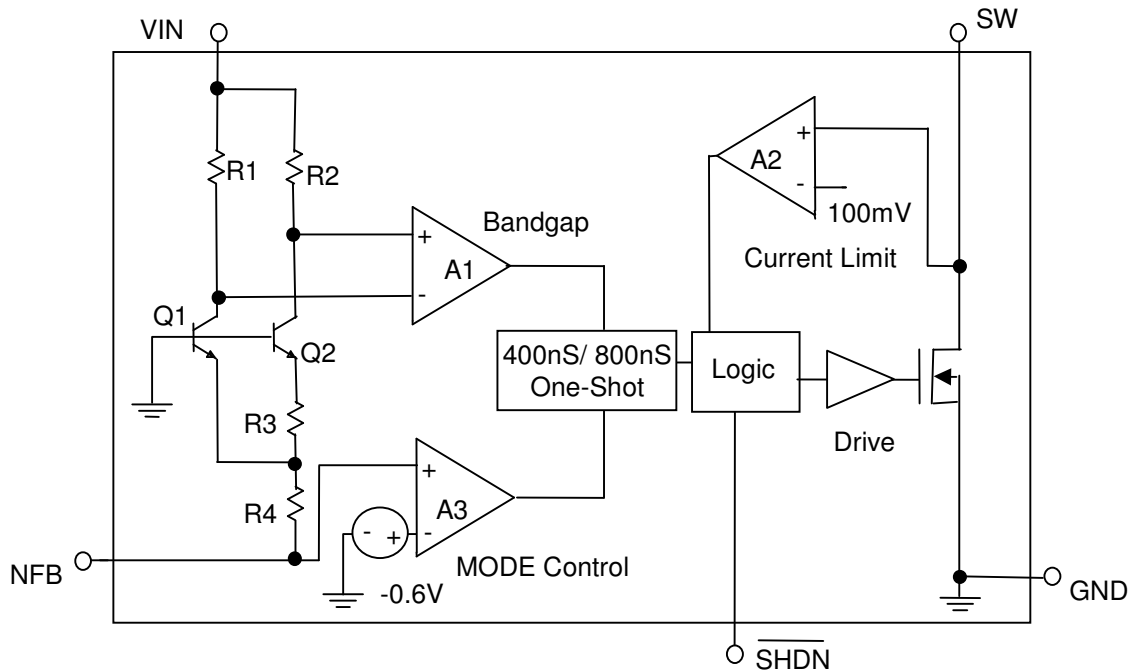 VIN
SW
R1
R2
+
A2
-
100mV
Current Limit
Bandgap
+
A1
-
Q1
Q2
400nS/ 800nS
One-Shot
Logic
Drive
R3
R4
+
A3
-
- +
-0.6V
MODE Control
NFB
GND
SHDN